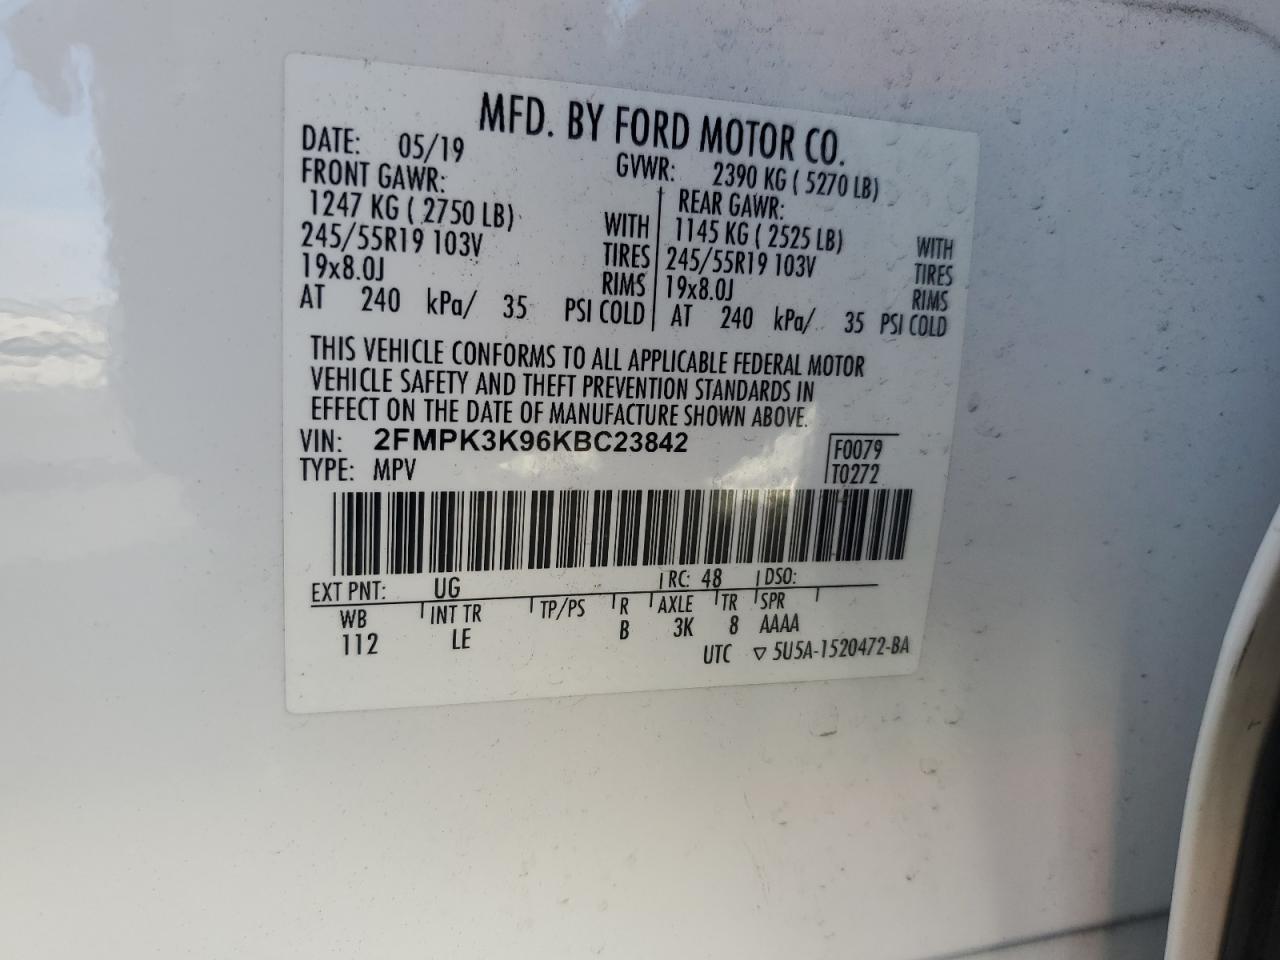 MFD. BY FORD MOTOR CO.
DATE: 05/19 GVWR: 2390 KG ( 5270 LB)
FRONT GAWR: REAR GAWR:
1247 KG ( 2750 LB) WITH 1145 KG ( 2525 LB) WITH
245/55R19 103V TIRES 245/55R19 103V TIRES
19x8.0J RIMS 19x8.0J RIMS
AT 240 kPa/ 35 PSI COLD AT 240 kPa/ 35 PSI COLD
THIS VEHICLE CONFORMS TO ALL APPLICABLE FEDERAL MOTOR
VEHICLE SAFETY AND THEFT PREVENTION STANDARDS IN
EFFECT ON THE DATE OF MANUFACTURE SHOWN ABOVE.
VIN: 2FMPK3K96KBC23842 F0079
TYPE: MPV T0272
EXT PNT: UG RC: 48 DSO:
WB INT TR TP/PS R AXLE TR SPR
112 LE B 3K 8 AAAA
UTC ▽ 5U5A-1520472-BA